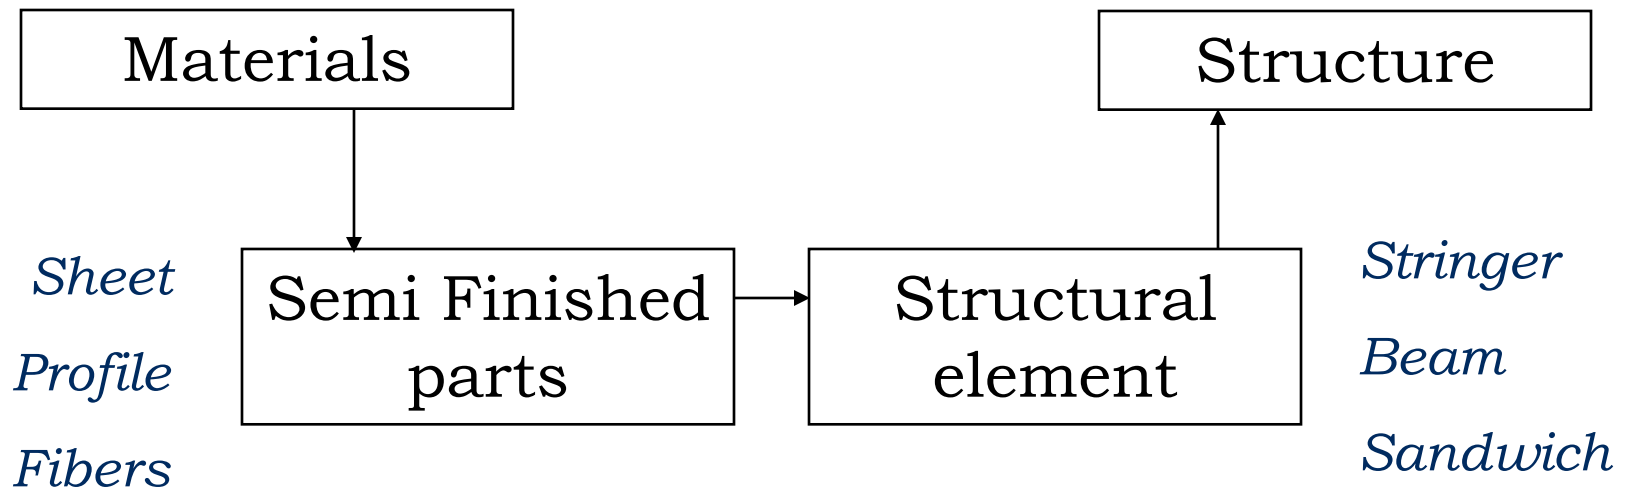 Materials
Structure
Sheet
Profile
Fibers
Semi Finished
parts
Structural
element
Stringer
Beam
Sandwich